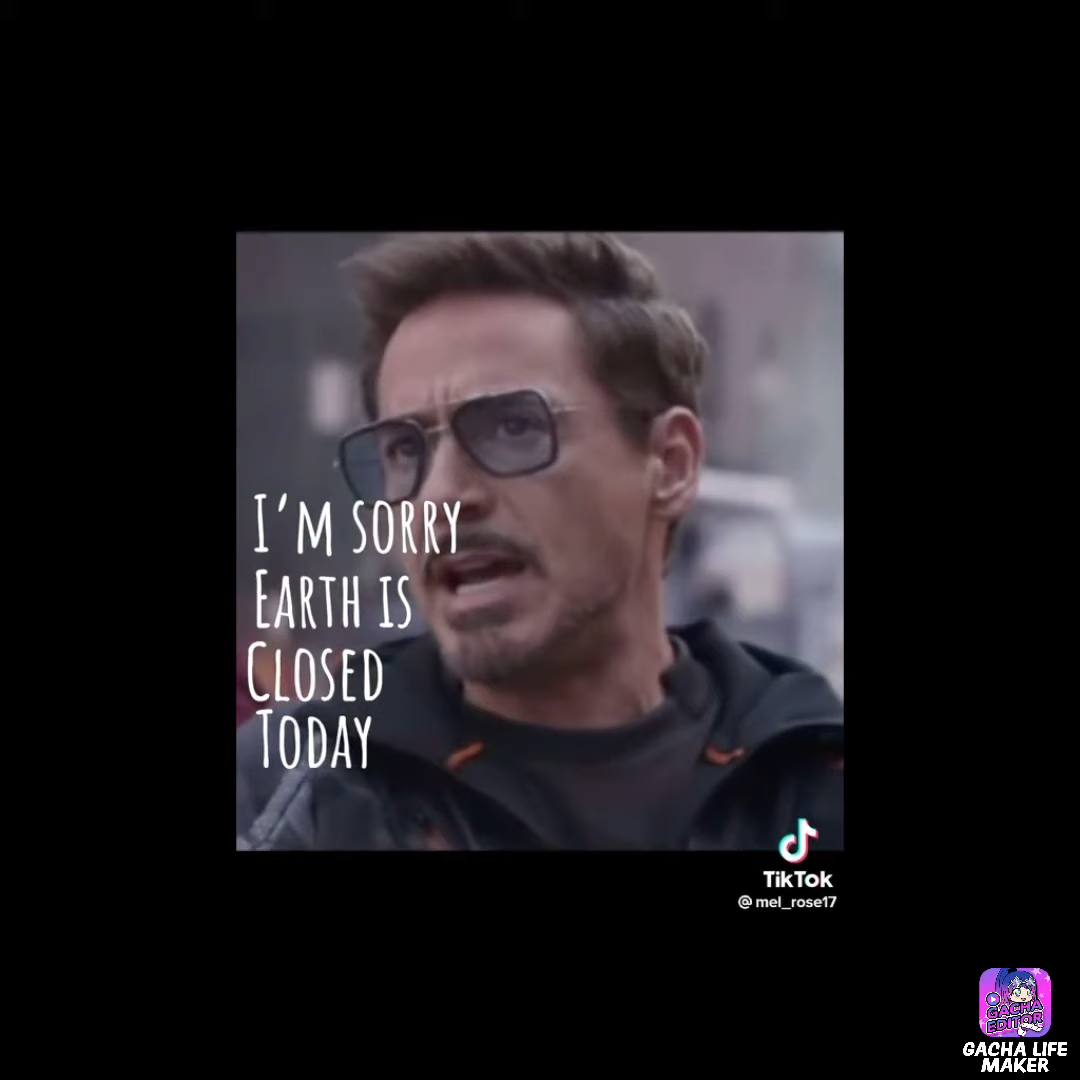 I'm sorry
Earth is
Closed
Today
TikTok
@mel_rose17
GACHA
EDITOR
GACHA LIFE
MAKER